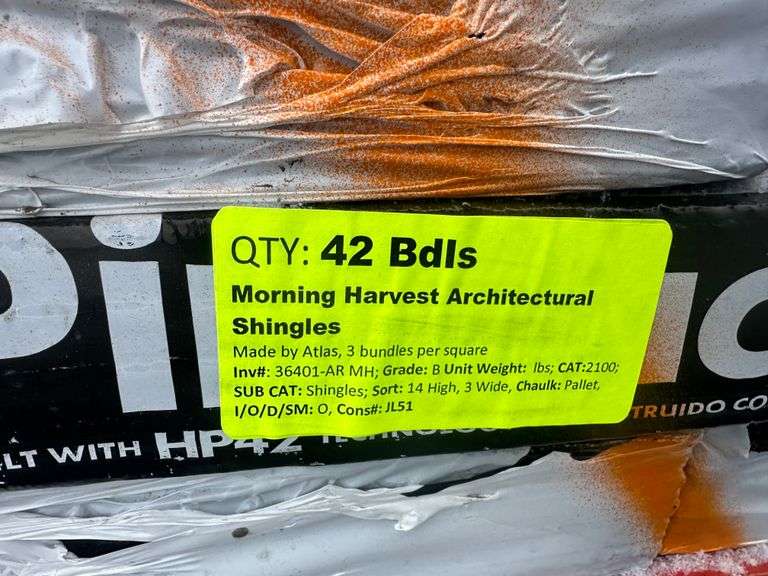 QTY: 42 Bdls
Morning Harvest Architectural
Shingles
Made by Atlas, 3 bundles per square
Inv#: 36401-AR MH; Grade: B Unit Weight:  lbs; CAT:2100;
SUB CAT: Shingles; Sort: 14 High, 3 Wide, Chaulk: Pallet,
I/O/D/SM: O, Cons#: JL51
WITH HP42